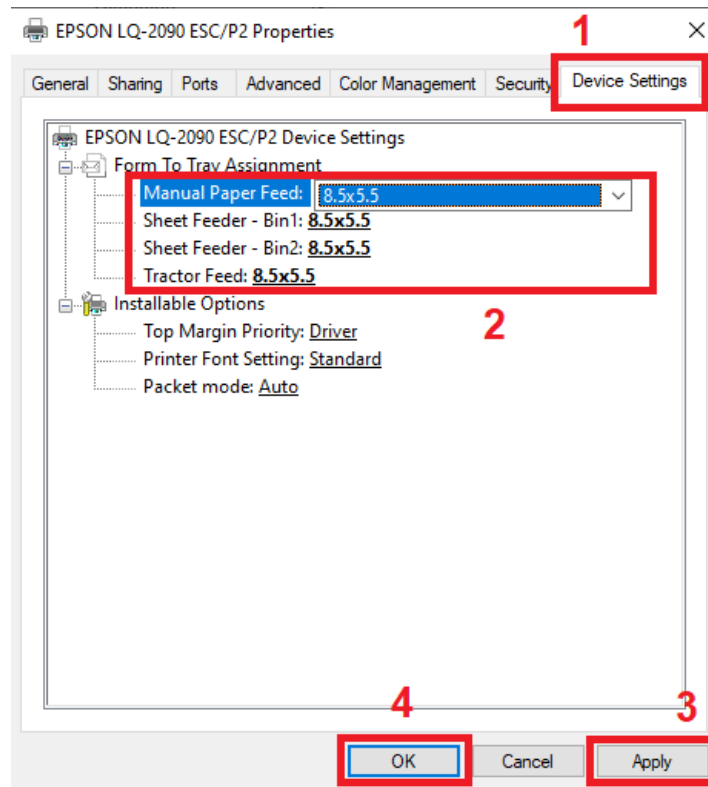 EPSON LQ-2090 ESC/P2 Properties
1
General Sharing Ports Advanced Color Management Security Device Settings
EPSON LQ-2090 ESC/P2 Device Settings
Form To Tray Assignment
Manual Paper Feed: 8.5x5.5
Sheet Feeder - Bin1: 8.5x5.5
Sheet Feeder - Bin2: 8.5x5.5
Tractor Feed: 8.5x5.5
Installable Options
2
Top Margin Priority: Driver
Printer Font Setting: Standard
Packet mode: Auto
4
3
OK Cancel Apply